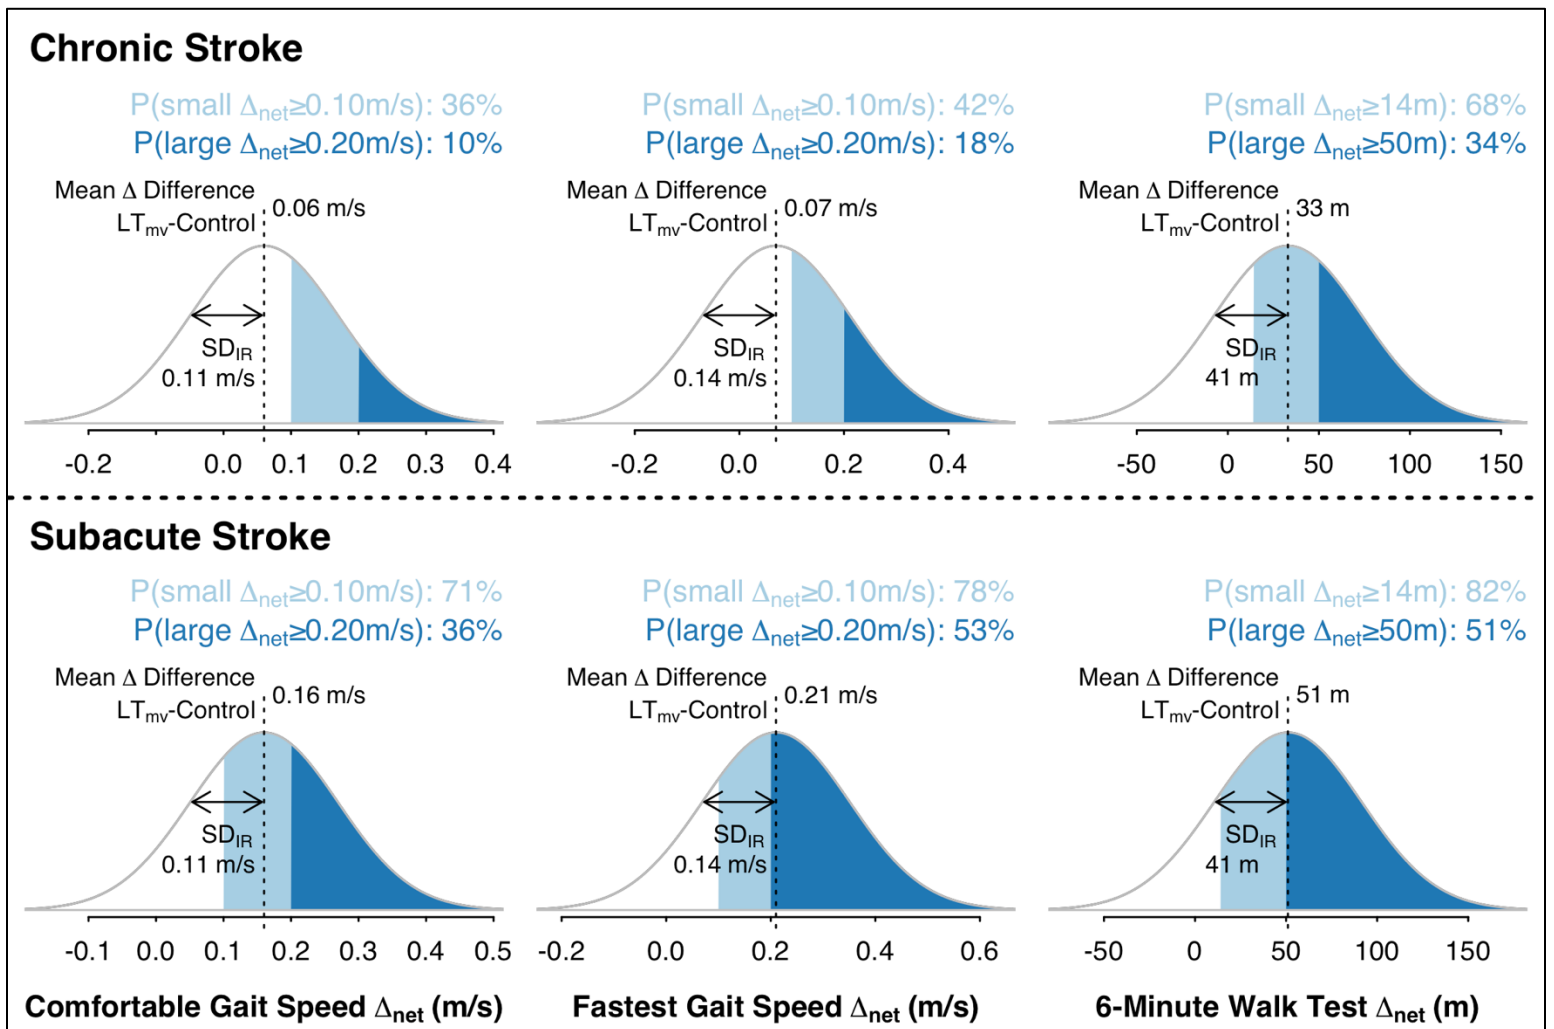 Chronic Stroke
P(small Δnet≥0.10m/s): 36%
P(large Δnet≥0.20m/s): 10%
Mean Δ Difference
LTmv-Control
0.06 m/s
SDIR
0.11 m/s
-0.2 0.0 0.1 0.2 0.3 0.4
P(small Δnet≥0.10m/s): 42%
P(large Δnet≥0.20m/s): 18%
Mean Δ Difference
LTmv-Control
0.07 m/s
SDIR
0.14 m/s
-0.2 0.0 0.2 0.4
P(small Δnet≥14m): 68%
P(large Δnet≥50m): 34%
Mean Δ Difference
LTmv-Control
33 m
SDIR
41 m
-50 0 50 100 150
Subacute Stroke
P(small Δnet≥0.10m/s): 71%
P(large Δnet≥0.20m/s): 36%
Mean Δ Difference
LTmv-Control
0.16 m/s
SDIR
0.11 m/s
-0.1 0.0 0.1 0.2 0.3 0.4 0.5
Comfortable Gait Speed Δnet (m/s)
P(small Δnet≥0.10m/s): 78%
P(large Δnet≥0.20m/s): 53%
Mean Δ Difference
LTmv-Control
0.21 m/s
SDIR
0.14 m/s
-0.2 0.0 0.2 0.4 0.6
Fastest Gait Speed Δnet (m/s)
P(small Δnet≥14m): 82%
P(large Δnet≥50m): 51%
Mean Δ Difference
LTmv-Control
51 m
SDIR
41 m
-50 0 50 100 150
6-Minute Walk Test Δnet (m)